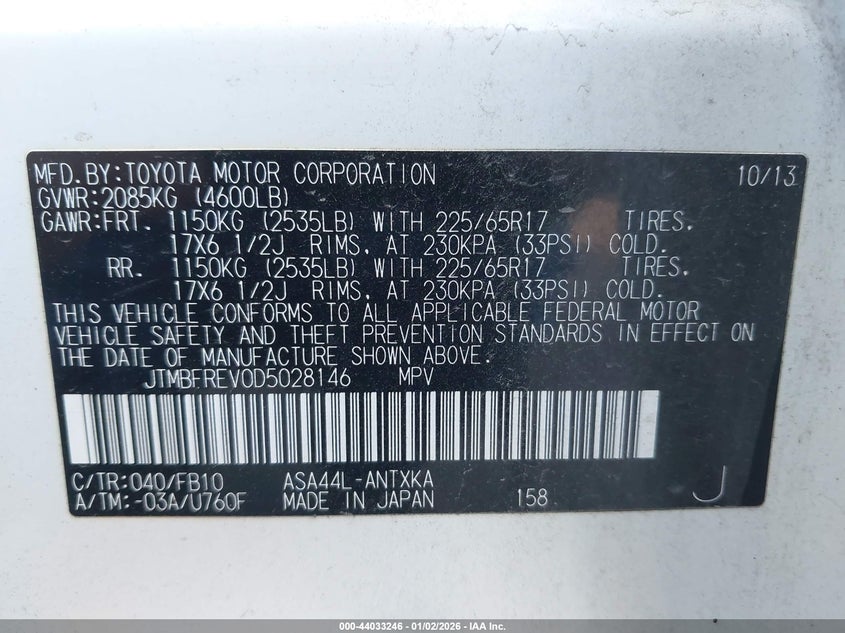 MFD.BY:TOYOTA MOTOR CORPORATION 10/13
GVWR:2085KG (4600LB)
GAWR:FRT. 1150KG (2535LB) WITH 225/65R17 TIRES,
17X6 1/2J RIMS, AT 230KPA (33PSI) COLD.
RR. 1150KG (2535LB) WITH 225/65R17 TIRES,
17X6 1/2J RIMS, AT 230KPA (33PSI) COLD.
THIS VEHICLE CONFORMS TO ALL APPLICABLE FEDERAL MOTOR
VEHICLE SAFETY AND THEFT PREVENTION STANDARDS IN EFFECT ON
THE DATE OF MANUFACTURE SHOWN ABOVE.
JTMBFREV0D5028146 MPV
C/TR:040/FB10 ASA44L-ANTXKA
A/TM:-03A/U760F MADE IN JAPAN 158 J
000-44033246 - 01/02/2026 - IAA Inc.